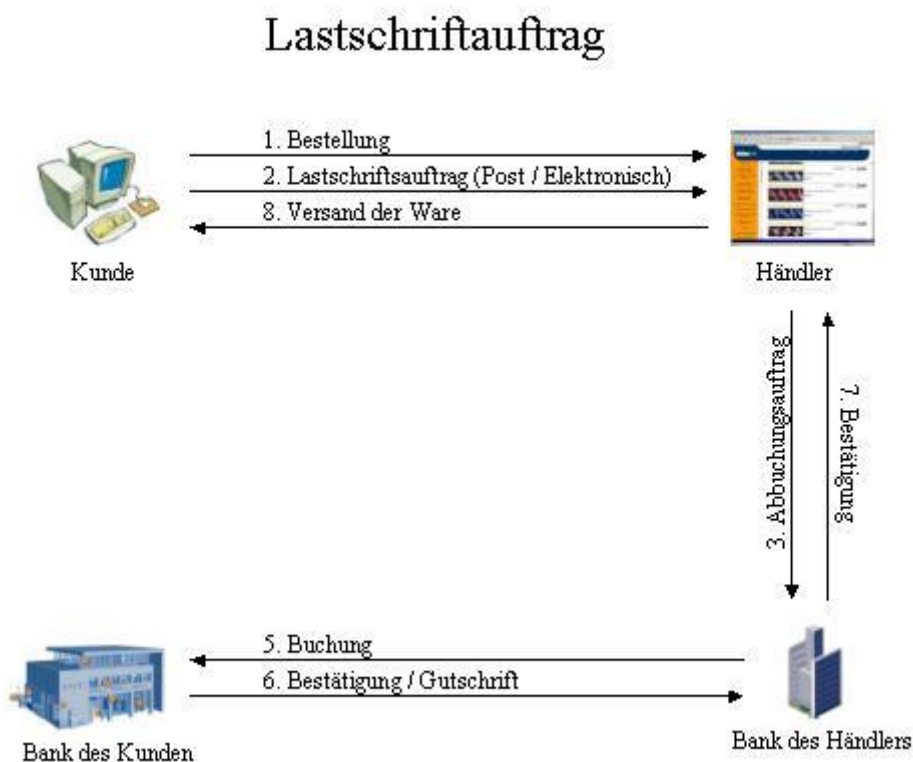 Lastschriftauftrag
1. Bestellung
2. Lastschriftsauftrag (Post / Elektronisch)
8. Versand der Ware
Kunde
Händler
3. Abbuchungsauftrag
7. Bestätigung
5. Buchung
6. Bestätigung / Gutschrift
Bank des Kunden
Bank des Händlers